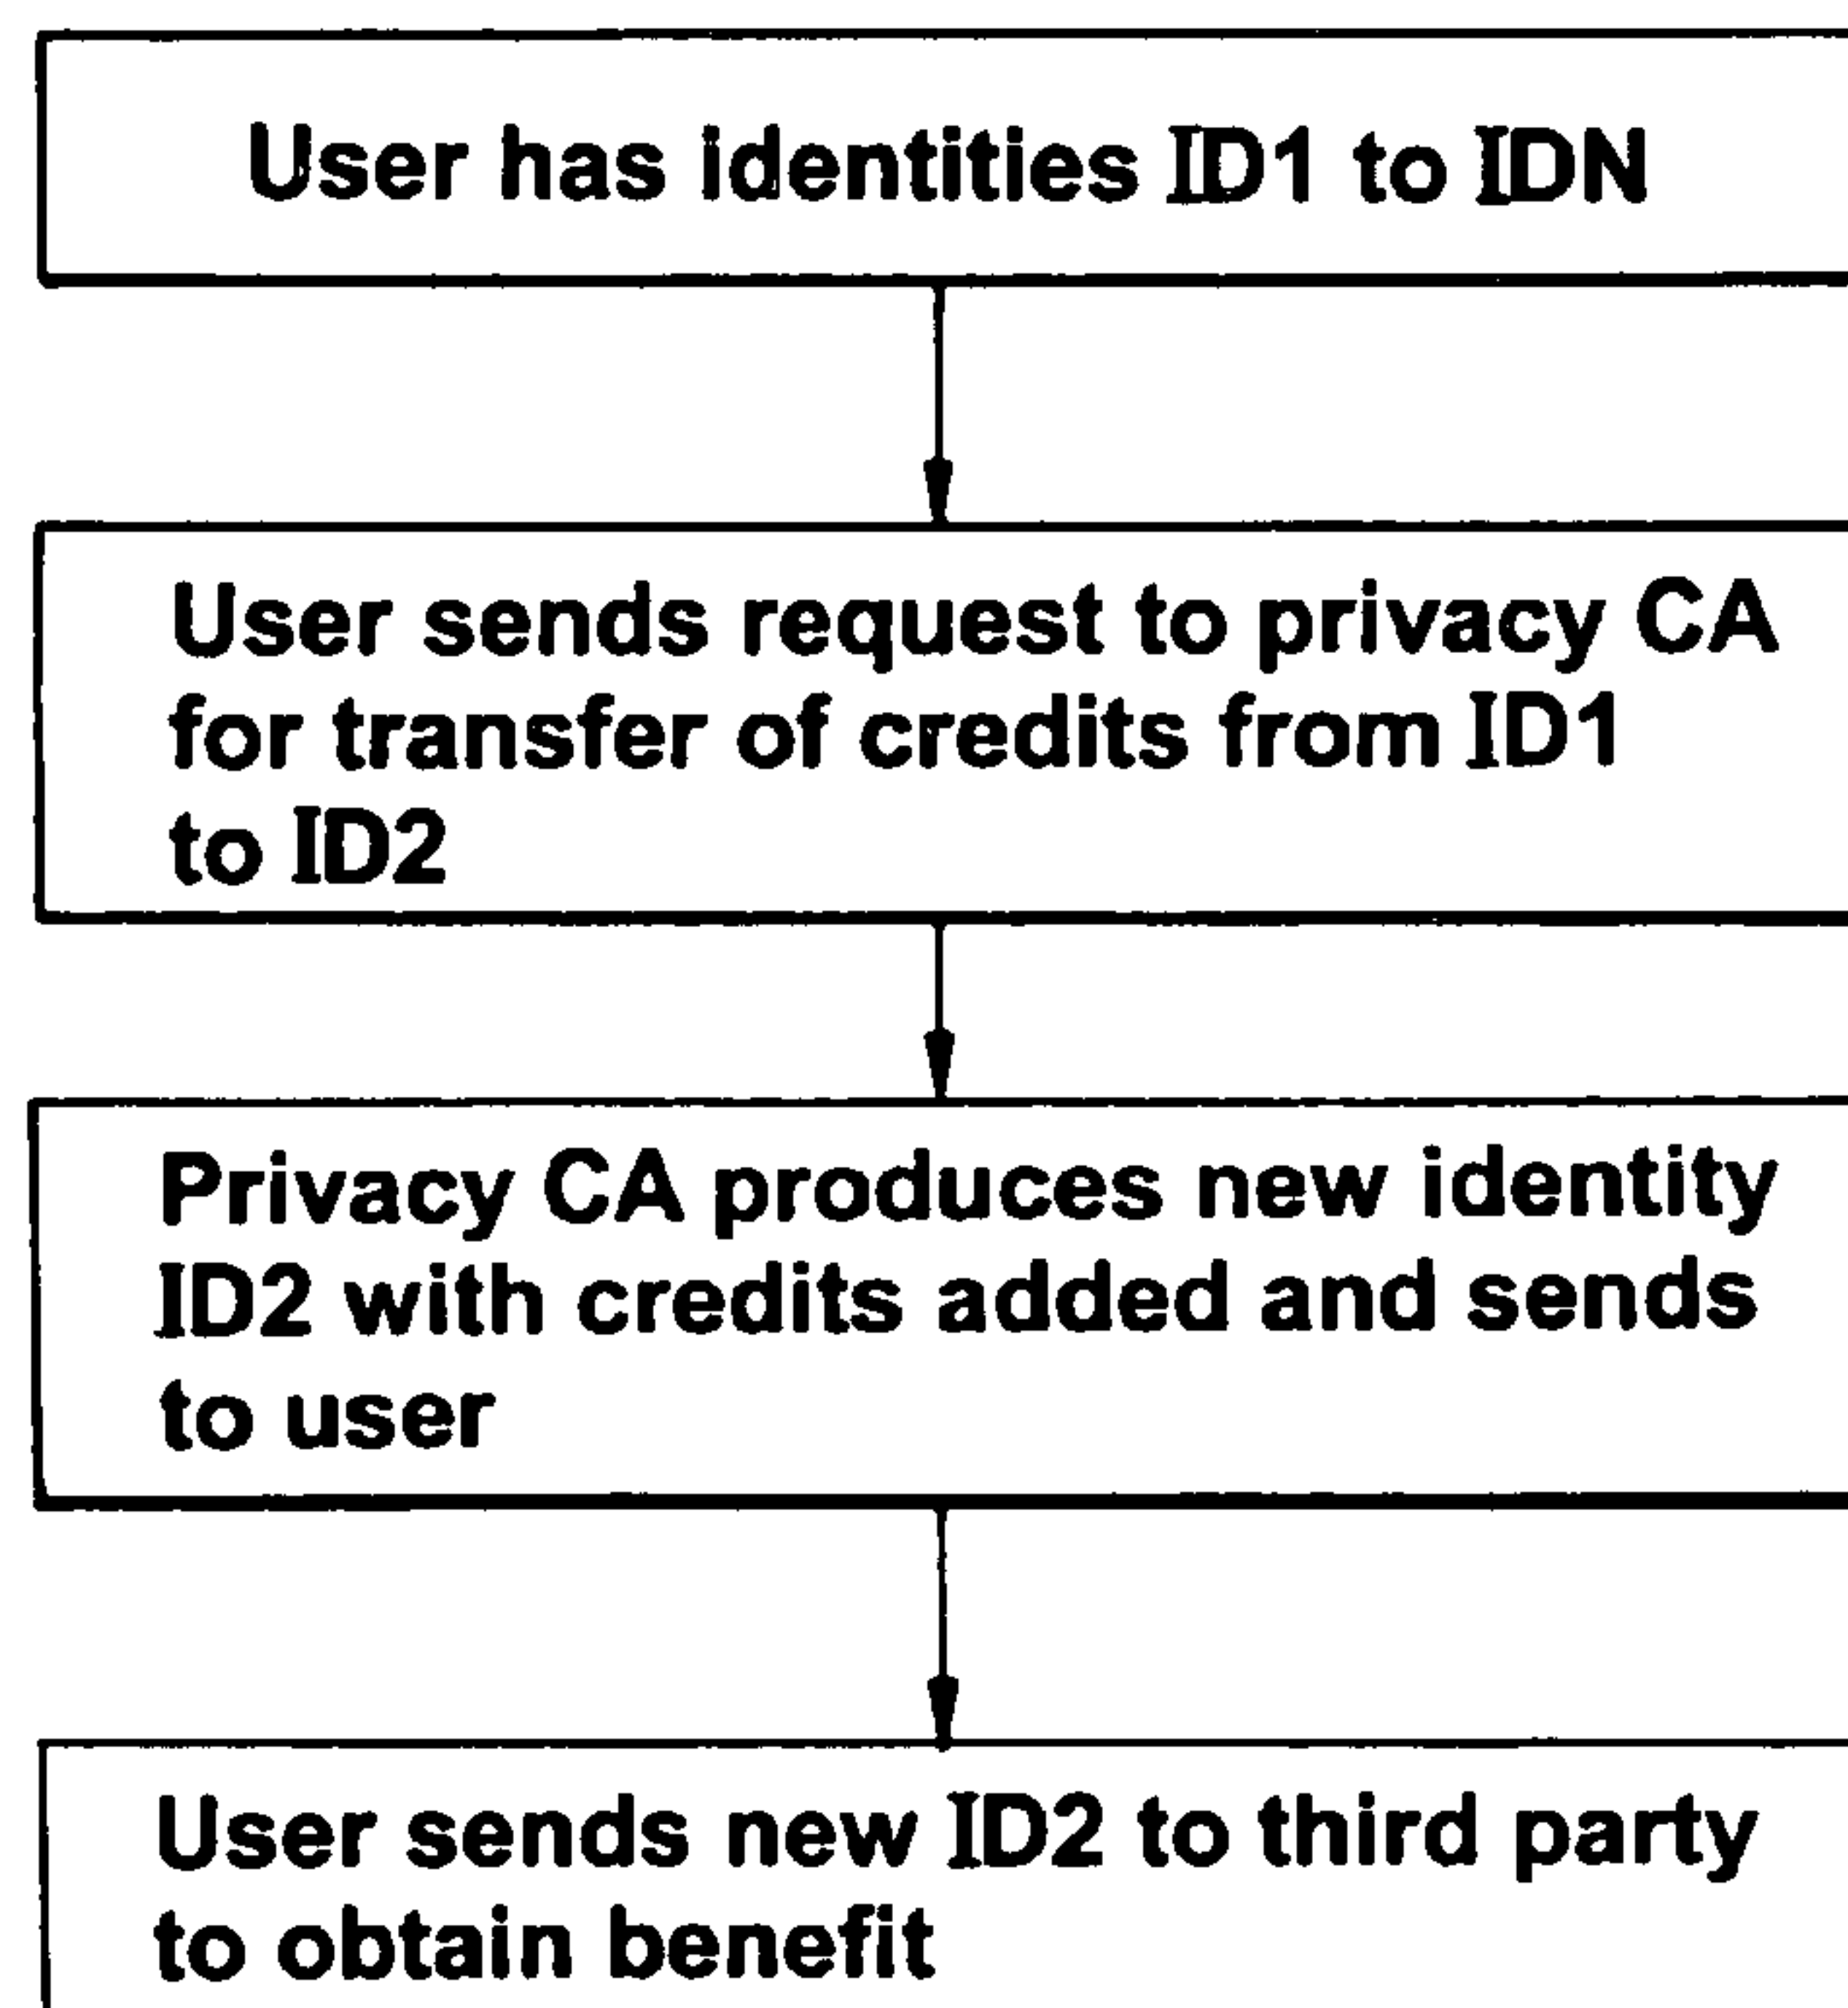 User has identities ID1 to IDN
User sends request to privacy CA
for transfer of credits from ID1
to ID2
Privacy CA produces new identity
ID2 with credits added and sends
to user
User sends new ID2 to third party
to obtain benefit